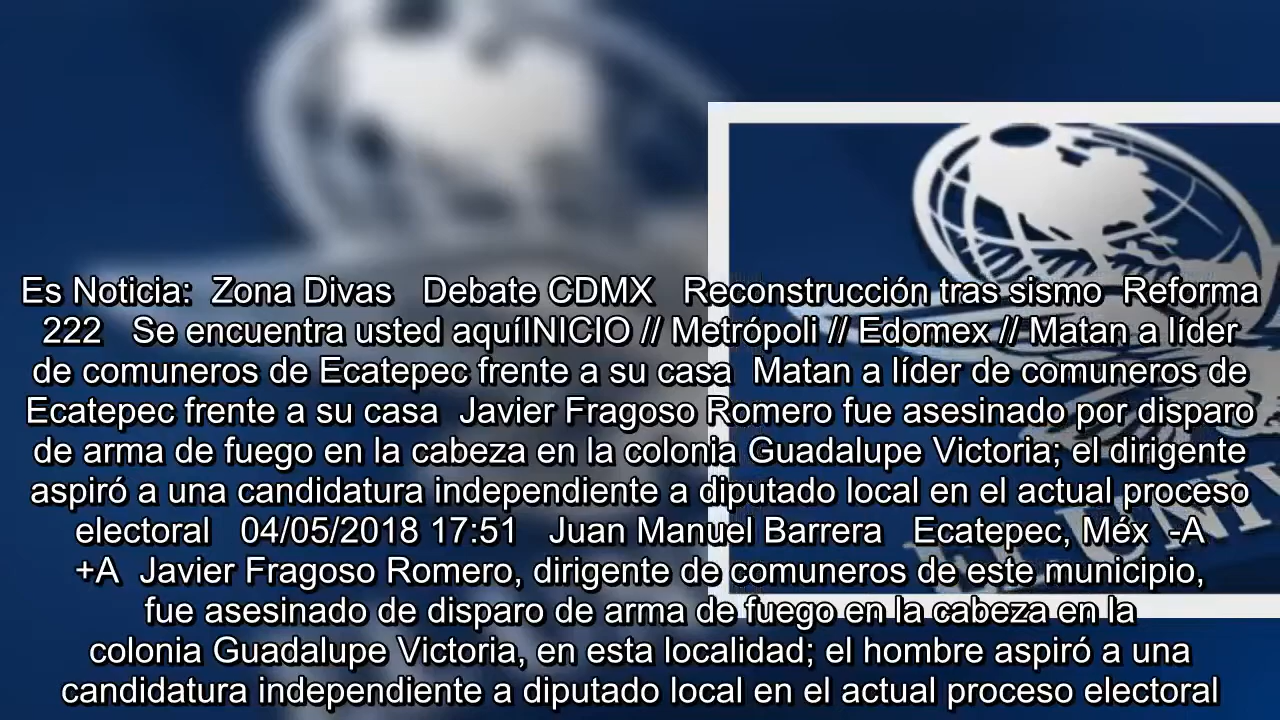 Es Noticia:  Zona Divas   Debate CDMX   Reconstrucción tras sismo  Reforma
222   Se encuentra usted aquíINICIO // Metrópoli // Edomex // Matan a líder
de comuneros de Ecatepec frente a su casa  Matan a líder de comuneros de
Ecatepec frente a su casa  Javier Fragoso Romero fue asesinado por disparo
de arma de fuego en la cabeza en la colonia Guadalupe Victoria; el dirigente
aspiró a una candidatura independiente a diputado local en el actual proceso
electoral   04/05/2018 17:51   Juan Manuel Barrera   Ecatepec, Méx  -A
+A  Javier Fragoso Romero, dirigente de comuneros de este municipio,
fue asesinado de disparo de arma de fuego en la cabeza en la
colonia Guadalupe Victoria, en esta localidad; el hombre aspiró a una
candidatura independiente a diputado local en el actual proceso electoral